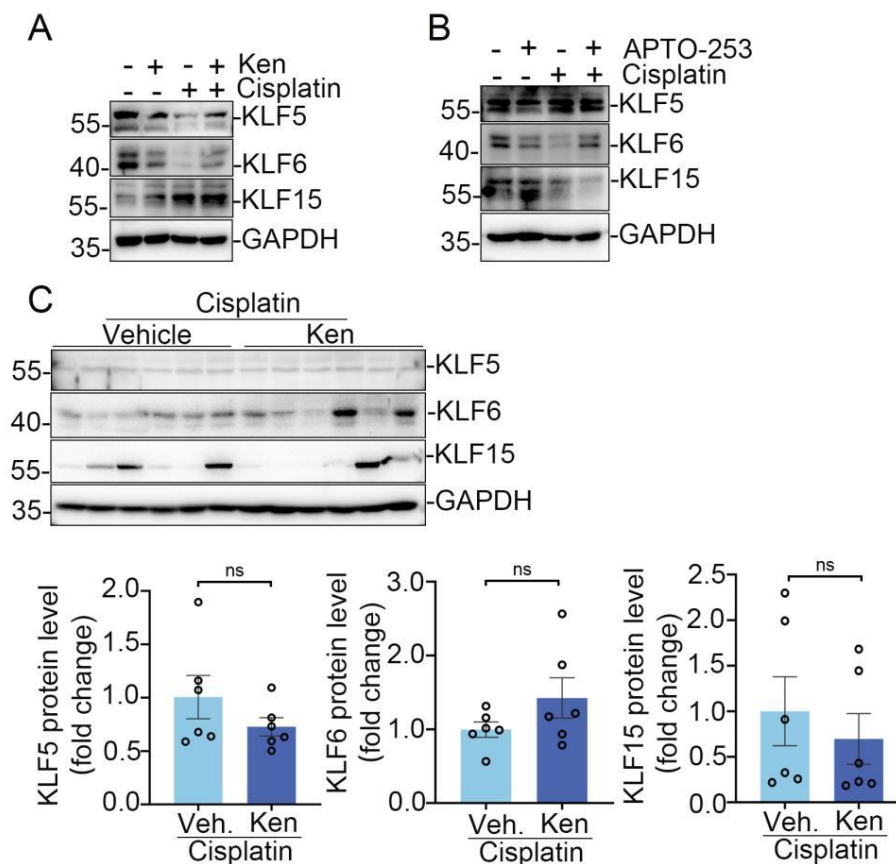 A
- + - + Ken
- - + + Cisplatin
55- -KLF5
40- -KLF6
55- -KLF15
35- -GAPDH
B
- + - + APTO-253
- - + + Cisplatin
55- -KLF5
40- -KLF6
55- -KLF15
35- -GAPDH
C
Cisplatin
Vehicle Ken
55- -KLF5
40- -KLF6
55- -KLF15
35- -GAPDH
KLF5 protein level
(fold change)
2.0
1.5
1.0
0.5
0.0
ns
Veh. Ken
Cisplatin
KLF6 protein level
(fold change)
3.0
2.0
1.0
0.0
ns
Veh. Ken
Cisplatin
KLF15 protein level
(fold change)
2.5
2.0
1.5
1.0
0.5
0.0
ns
Veh. Ken
Cisplatin